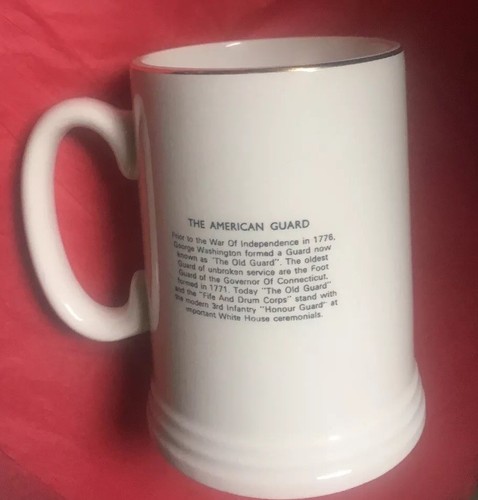 THE AMERICAN GUARD
Prior to the War Of Independence in 1776,
George Washington formed a Guard now
known as "The Old Guard". The oldest
Guard of unbroken service are the Foot
Guard of the Governor Of Connecticut,
formed in 1771. Today "The Old Guard"
and the "Fife And Drum Corps" stand with
the modern 3rd Infantry "Honour Guard" at
important White House ceremonials.